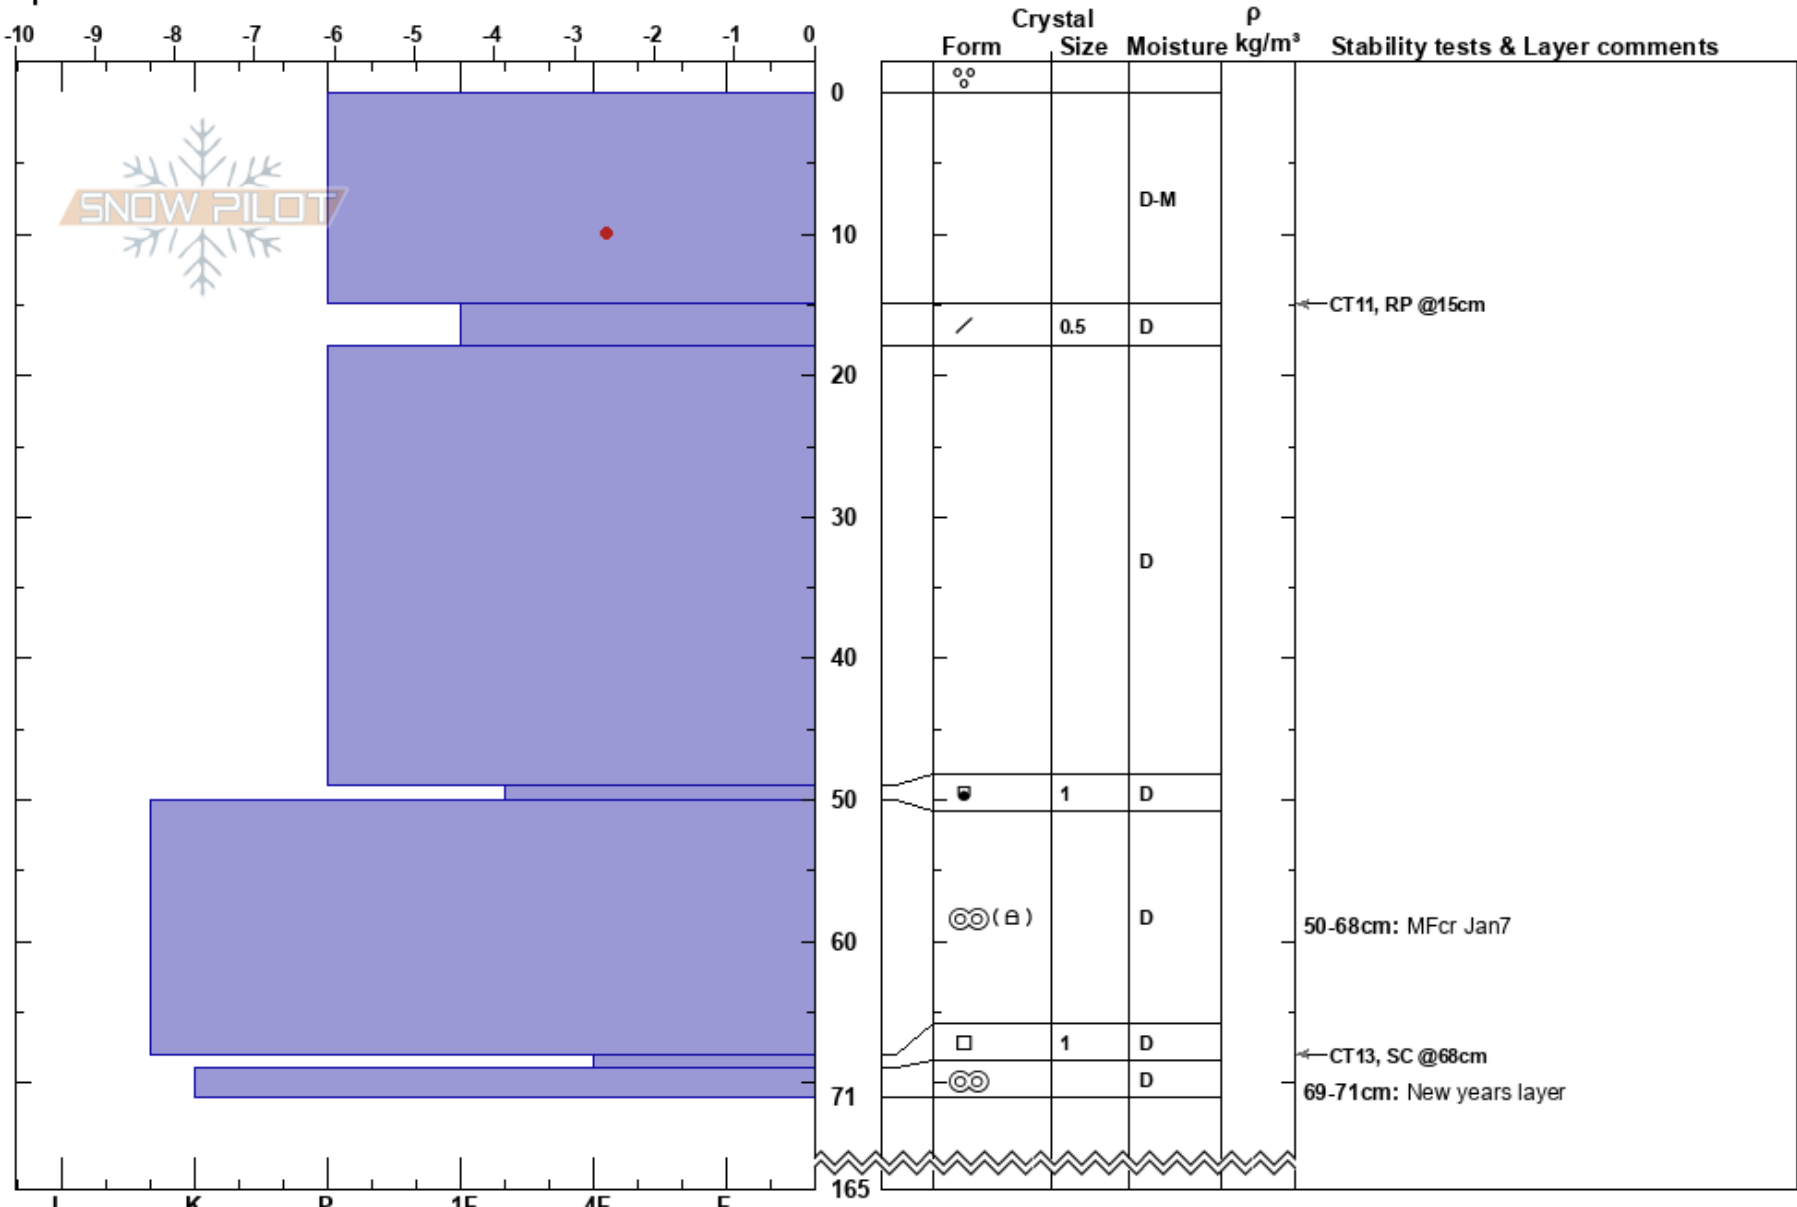 Crystal ρ
-10 -9 -8 -7 -6 -5 -4 -3 -2 -1 0 Form Size Moisture kg/m³ Stability tests & Layer comments
0
D-M
SNOW PILOT
10
CT11, RP @15cm
0.5 D
20
30
D
40
1 D
50
( ) D 50-68cm: MFcr Jan7
60
1 D CT13, SC @68cm
D 69-71cm: New years layer
71
165
I K P 1F 4F F